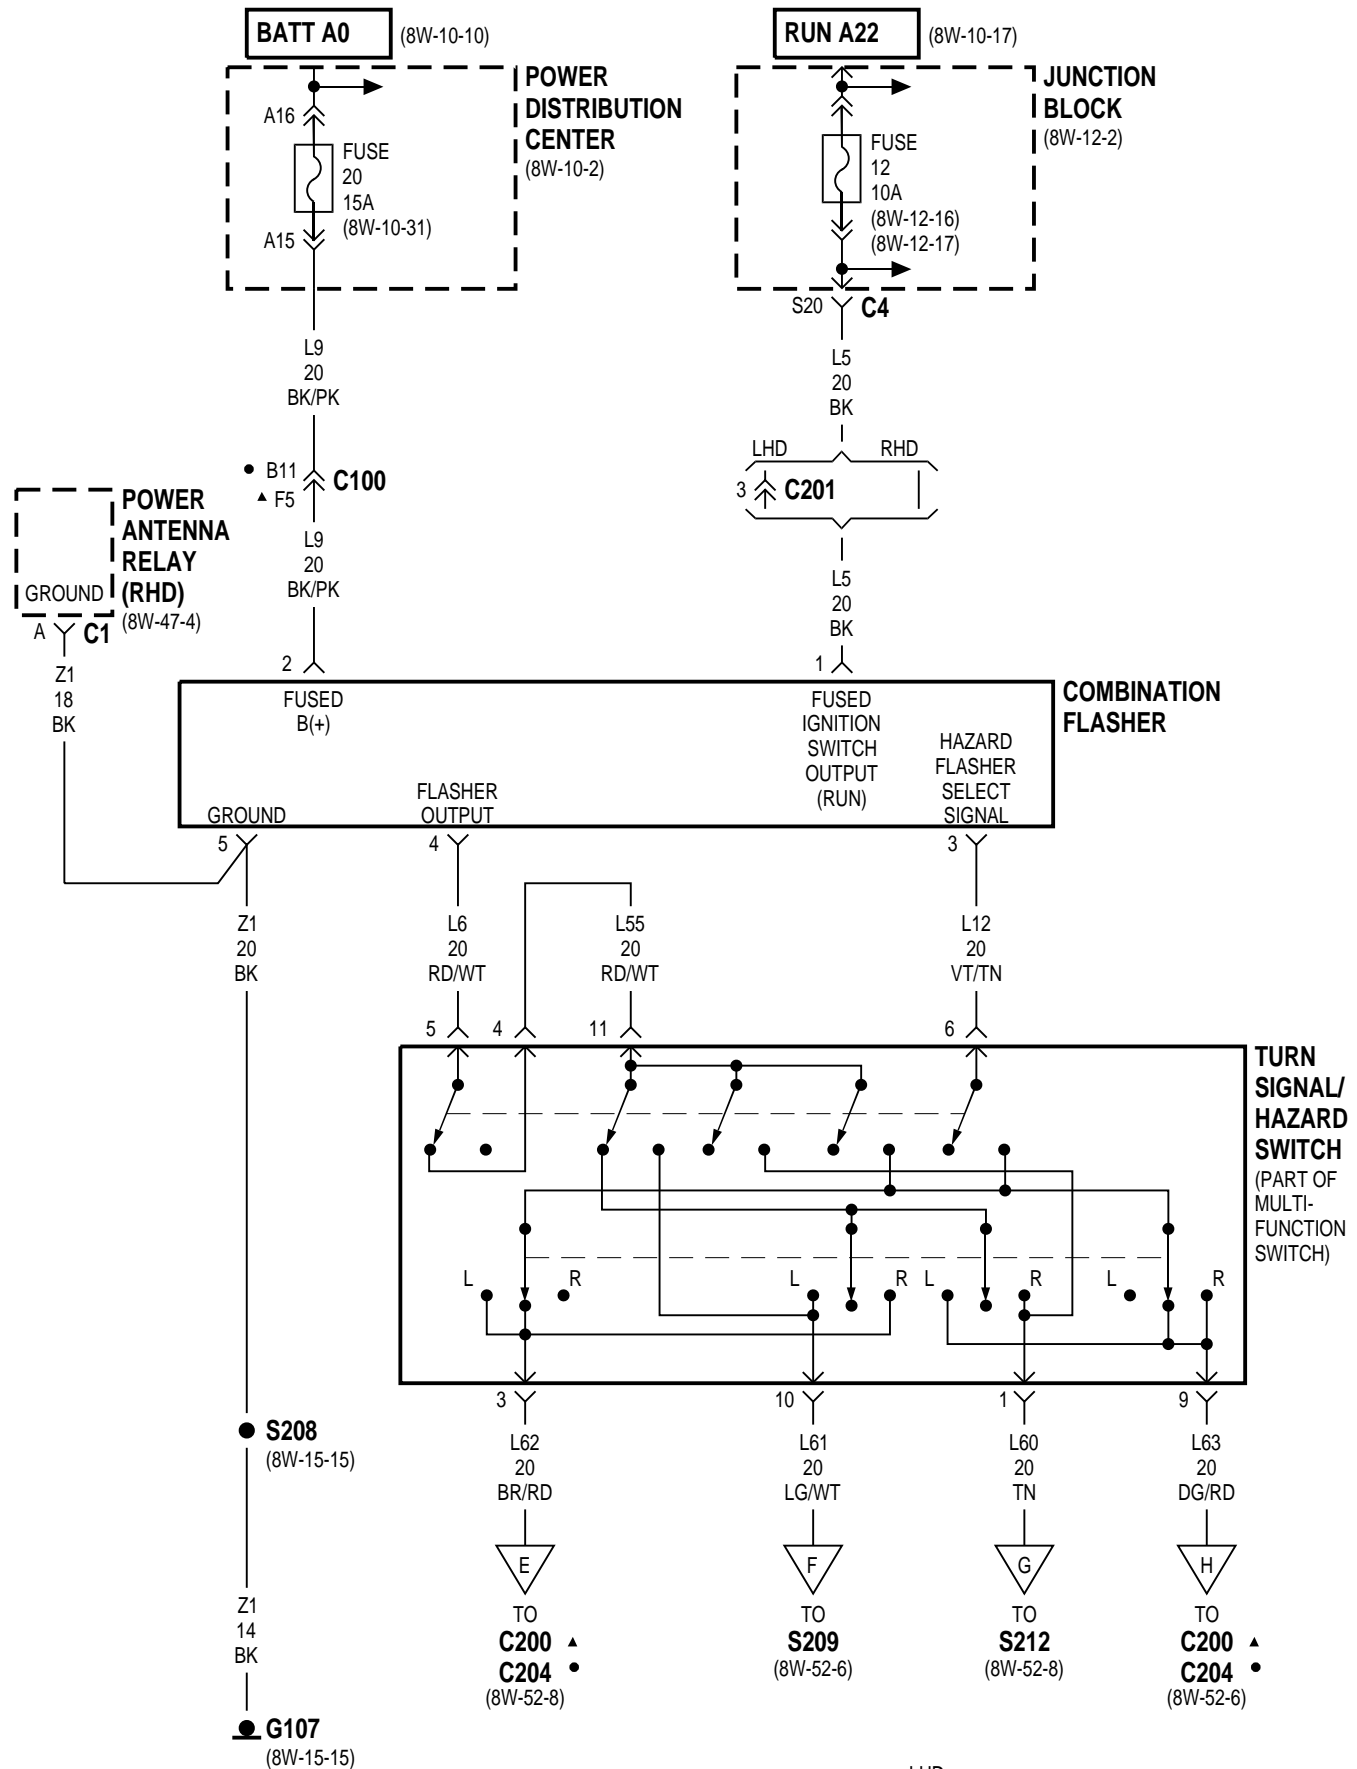 BATT A0 (8W-10-10)
RUN A22 (8W-10-17)
POWER
DISTRIBUTION
CENTER
(8W-10-2)
A16
FUSE
20
15A
(8W-10-31)
A15
JUNCTION
BLOCK
(8W-12-2)
FUSE
12
10A
(8W-12-16)
(8W-12-17)
S20 C4
L9
20
BK/PK
L5
20
BK
LHD RHD
B11
F5
C100
3 C201
POWER
ANTENNA
RELAY
(RHD)
(8W-47-4)
GROUND
A C1
L9
20
BK/PK
L5
20
BK
Z1
18
BK
2
1
FUSED
B(+)
FUSED
IGNITION
SWITCH
OUTPUT
(RUN)
HAZARD
FLASHER
SELECT
SIGNAL
COMBINATION
FLASHER
FLASHER
OUTPUT
GROUND
5 4 3
Z1
20
BK
L6
20
RD/WT
L55
20
RD/WT
L12
20
VT/TN
5 4 11 6
TURN
SIGNAL/
HAZARD
SWITCH
(PART OF
MULTI-
FUNCTION
SWITCH)
L R L R L R L R
3 10 1 9
S208
(8W-15-15)
L62
20
BR/RD
L61
20
LG/WT
L60
20
TN
L63
20
DG/RD
E F G H
Z1
14
BK
TO
C200
C204
(8W-52-8)
TO
S209
(8W-52-6)
TO
S212
(8W-52-8)
TO
C200
C204
(8W-52-6)
G107
(8W-15-15)